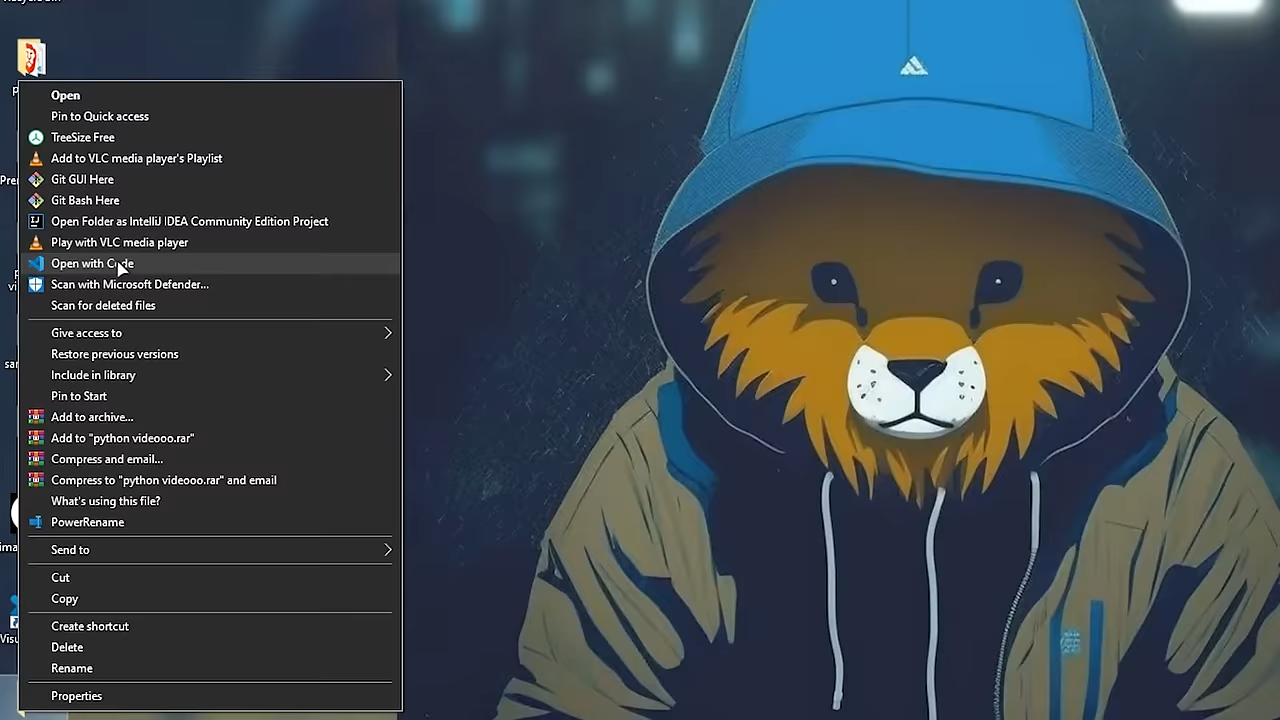 Open
Pin to Quick access
TreeSize Free
Add to VLC media player's Playlist
Git GUI Here
Git Bash Here
Open Folder as IntelliJ IDEA Community Edition Project
Play with VLC media player
Open with Code
Scan with Microsoft Defender...
Scan for deleted files
Give access to
Restore previous versions
Include in library
Pin to Start
Add to archive...
Add to "python videooo.rar"
Compress and email...
Compress to "python videooo.rar" and email
What's using this file?
PowerRename
Send to
Cut
Copy
Create shortcut
Delete
Rename
Properties